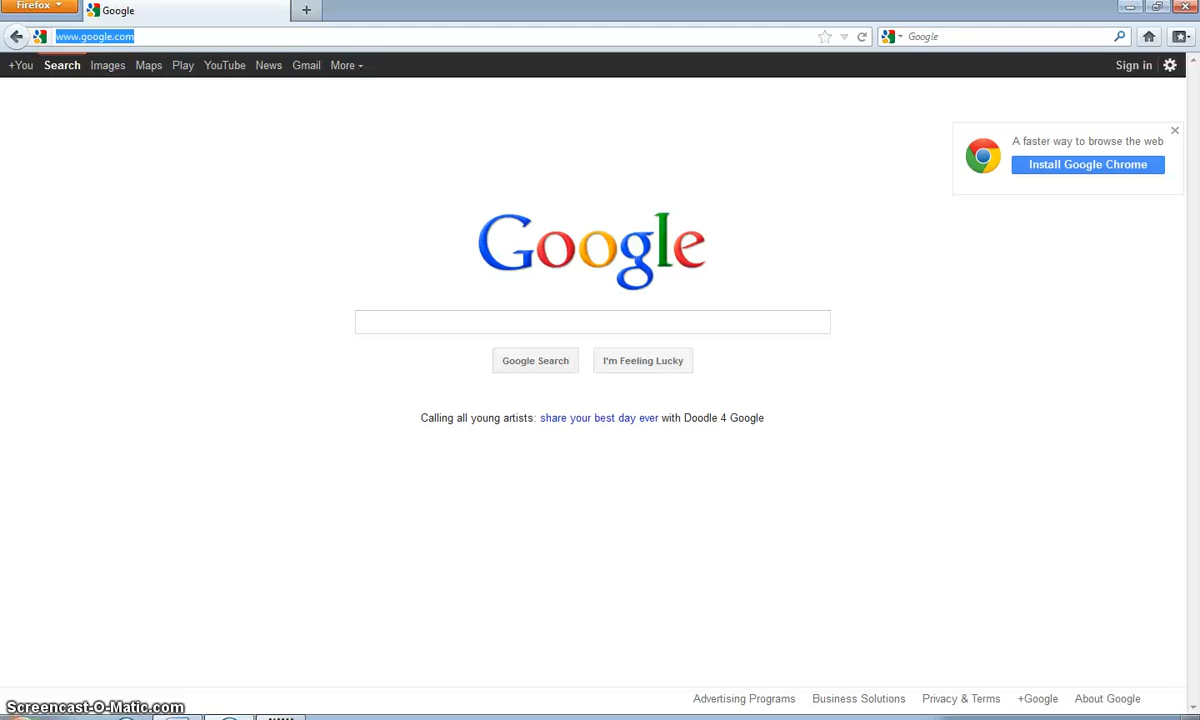 Firefox
Google
www.google.com
Google
+You Search Images Maps Play YouTube News Gmail More
Sign in
A faster way to browse the web
Install Google Chrome
Google
Google Search
I'm Feeling Lucky
Calling all young artists: share your best day ever with Doodle 4 Google
Advertising Programs Business Solutions Privacy & Terms +Google About Google
Screencast-O-Matic.com